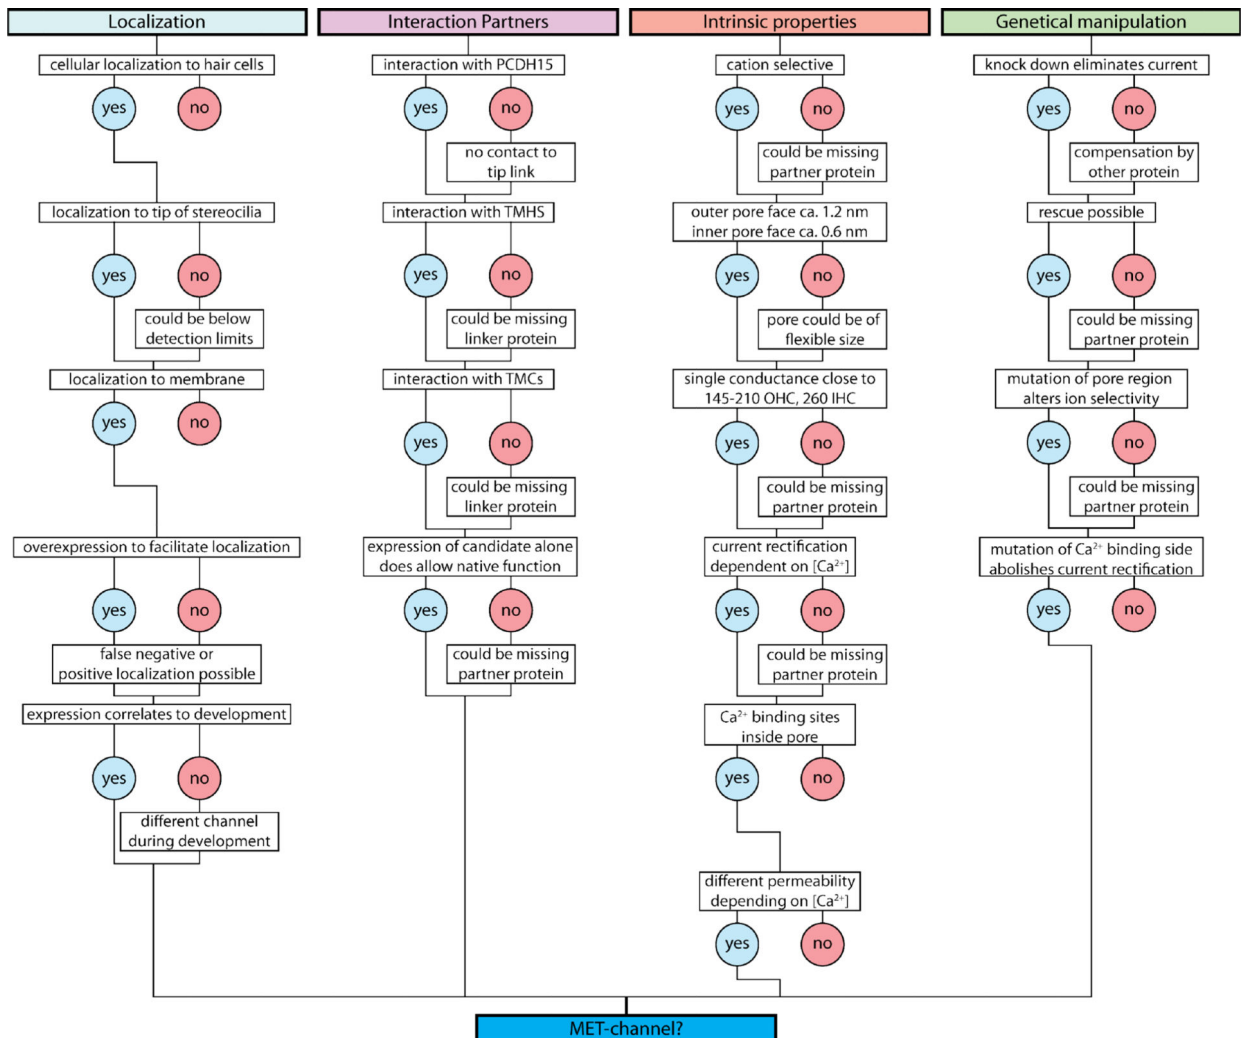 Localization
cellular localization to hair cells
yes
no
localization to tip of stereocilia
yes
no
could be below
detection limits
localization to membrane
yes
no
overexpression to facilitate localization
yes
no
false negative or
positive localization possible
expression correlates to development
yes
no
different channel
during development
Interaction Partners
interaction with PCDH15
yes
no
no contact to
tip link
interaction with TMHS
yes
no
could be missing
linker protein
interaction with TMCs
yes
no
could be missing
linker protein
expression of candidate alone
does allow native function
yes
no
could be missing
partner protein
Intrinsic properties
cation selective
yes
no
could be missing
partner protein
outer pore face ca. 1.2 nm
inner pore face ca. 0.6 nm
yes
no
pore could be of
flexible size
single conductance close to
145-210 OHC, 260 IHC
yes
no
could be missing
partner protein
current rectification
dependent on [Ca²⁺]
yes
no
could be missing
partner protein
Ca²⁺ binding sites
inside pore
yes
no
different permeability
depending on [Ca²⁺]
yes
no
Genetical manipulation
knock down eliminates current
yes
no
compensation by
other protein
rescue possible
yes
no
could be missing
partner protein
mutation of pore region
alters ion selectivity
yes
no
could be missing
partner protein
mutation of Ca²⁺ binding side
abolishes current rectification
yes
no
MET-channel?